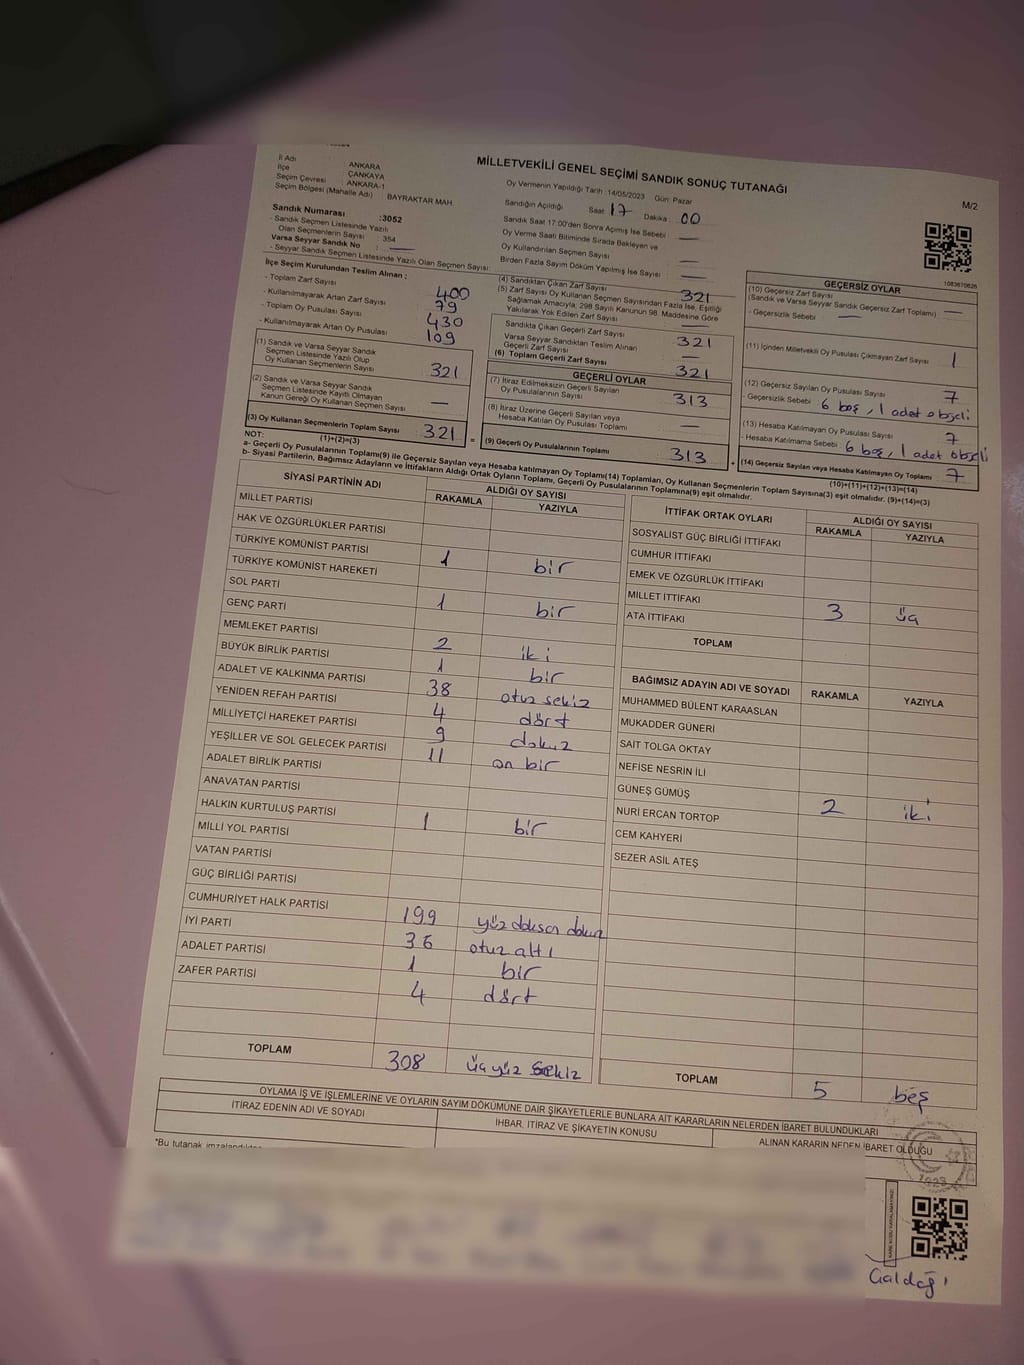 MİLLETVEKİLİ GENEL SEÇİMİ SANDIK SONUÇ TUTANAĞI
M/2
İl Adı ANKARA
İlçe ÇANKAYA
Seçim Çevresi : ANKARA-1
Seçim Bölgesi (Mahalle Adı) BAYRAKTAR MAH.
Sandık Numarası :3052
- Sandık Seçmen Listesinde Yazılı
Olan Seçmenlerin Sayısı : 354
Varsa Seyyar Sandık No :
- Seyyar Sandık Seçmen Listesinde Yazılı Olan Seçmen Sayısı:
Oy Vermenin Yapıldığı Tarih :14/05/2023 Gün: Pazar
Sandığın Açıldığı Saat 17 Dakika : 00
Sandık Saat 17:00'den Sonra Açılmış İse Sebebi
Oy Verme Saati Bitiminde Sırada Bekleyen ve
Oy Kullandırılan Seçmen Sayısı
Birden Fazla Sayım Döküm Yapılmış İse Sayısı
1083670626
İlçe Seçim Kurulundan Teslim Alınan :
- Toplam Zarf Sayısı 400
- Kullanılmayarak Artan Zarf Sayısı 79
- Toplam Oy Pusulası Sayısı 430
- Kullanılmayarak Artan Oy Pusulası 109
(1) Sandık ve Varsa Seyyar Sandık
Seçmen Listesinde Yazılı Olup
Oy Kullanan Seçmenlerin Sayısı 321
(2) Sandık ve Varsa Seyyar Sandık
Seçmen Listesinde Kayıtlı Olmayan
Kanun Gereği Oy Kullanan Seçmen Sayısı
(3) Oy Kullanan Seçmenlerin Toplam Sayısı 321
(1)+(2)=(3)
(4) Sandıktan Çıkan Zarf Sayısı 321
(5) Zarf Sayısı Oy Kullanan Seçmen Sayısından Fazla İse, Eşitliği
Sağlamak Amacıyla, 298 Sayılı Kanunun 98. Maddesine Göre
Yakılarak Yok Edilen Zarf Sayısı
Sandıkta Çıkan Geçerli Zarf Sayısı 321
Varsa Seyyar Sandıktan Teslim Alınan
Geçerli Zarf Sayısı
(6) Toplam Geçerli Zarf Sayısı 321
GEÇERLİ OYLAR
(7) İtiraz Edilmeksizin Geçerli Sayılan
Oy Pusulalarının Sayısı 313
(8) İtiraz Üzerine Geçerli Sayılan veya
Hesaba Katılan Oy Pusulası Toplamı
(9) Geçerli Oy Pusulalarının Toplamı 313
GEÇERSİZ OYLAR
(10) Geçersiz Zarf Sayısı
(Sandık ve Varsa Seyyar Sandık Geçersiz Zarf Toplamı)
- Geçersizlik Sebebi
(11) İçinden Milletvekili Oy Pusulası Çıkmayan Zarf Sayısı 1
(12) Geçersiz Sayılan Oy Pusulası Sayısı 7
- Geçersizlik Sebebi 6 boş, 1 adet objeli
(13) Hesaba Katılmayan Oy Pusulası Sayısı 7
- Hesaba Katılmama Sebebi 6 boş, 1 adet objeli
(14) Geçersiz Sayılan veya Hesaba Katılmayan Oy Toplamı 7
(10)+(11)+(12)+(13)=(14)
NOT:
a- Geçerli Oy Pusulalarının Toplamı(9) ile Geçersiz Sayılan veya Hesaba katılmayan Oy Toplamı(14) Toplamları, Oy Kullanan Seçmenlerin Toplam Sayısına(3) eşit olmalıdır. (9)+(14)=(3)
b- Siyasi Partilerin, Bağımsız Adayların ve İttifakların Aldığı Ortak Oyların Toplamı, Geçerli Oy Pusulalarının Toplamına(9) eşit olmalıdır.
SİYASİ PARTİNİN ADI ALDIĞI OY SAYISI
RAKAMLA YAZIYLA
MİLLET PARTİSİ
HAK VE ÖZGÜRLÜKLER PARTİSİ
TÜRKİYE KOMÜNİST PARTİSİ 1 bir
TÜRKİYE KOMÜNİST HAREKETİ
SOL PARTİ 1 bir
GENÇ PARTİ
MEMLEKET PARTİSİ 2 iki
BÜYÜK BİRLİK PARTİSİ 1 bir
ADALET VE KALKINMA PARTİSİ 38 otuz sekiz
YENİDEN REFAH PARTİSİ 4 dört
MİLLİYETÇİ HAREKET PARTİSİ 9 dokuz
YEŞİLLER VE SOL GELECEK PARTİSİ 11 on bir
ADALET BİRLİK PARTİSİ
ANAVATAN PARTİSİ
HALKIN KURTULUŞ PARTİSİ 1 bir
MİLLİ YOL PARTİSİ
VATAN PARTİSİ
GÜÇ BİRLİĞİ PARTİSİ
CUMHURİYET HALK PARTİSİ 199 yüz doksan dokuz
İYİ PARTİ 36 otuz altı
ADALET PARTİSİ 1 bir
ZAFER PARTİSİ 4 dört
TOPLAM 308 üçyüz sekiz
İTTİFAK ORTAK OYLARI ALDIĞI OY SAYISI
RAKAMLA YAZIYLA
SOSYALİST GÜÇ BİRLİĞİ İTTİFAKI
CUMHUR İTTİFAKI
EMEK VE ÖZGÜRLÜK İTTİFAKI
MİLLET İTTİFAKI 3 üç
ATA İTTİFAKI
TOPLAM
BAĞIMSIZ ADAYIN ADI VE SOYADI RAKAMLA YAZIYLA
MUHAMMED BÜLENT KARAASLAN
MUKADDER GÜNERİ
SAİT TOLGA OKTAY
NEFİSE NESRİN İLİ
GÜNEŞ GÜMÜŞ 2 iki
NURİ ERCAN TORTOP
CEM KAHYERİ
SEZER ASİL ATEŞ
TOPLAM 5 beş
OYLAMA İŞ VE İŞLEMLERİNE VE OYLARIN SAYIM DÖKÜMÜNE DAİR ŞİKAYETLERLE BUNLARA AİT KARARLARIN NELERDEN İBARET BULUNDUKLARI
İTİRAZ EDENİN ADI VE SOYADI
İHBAR, İTİRAZ VE ŞİKAYETİN KONUSU
ALINAN KARARIN NEDEN İBARET OLDUĞU
*Bu tutanak imzalandıktan
1923